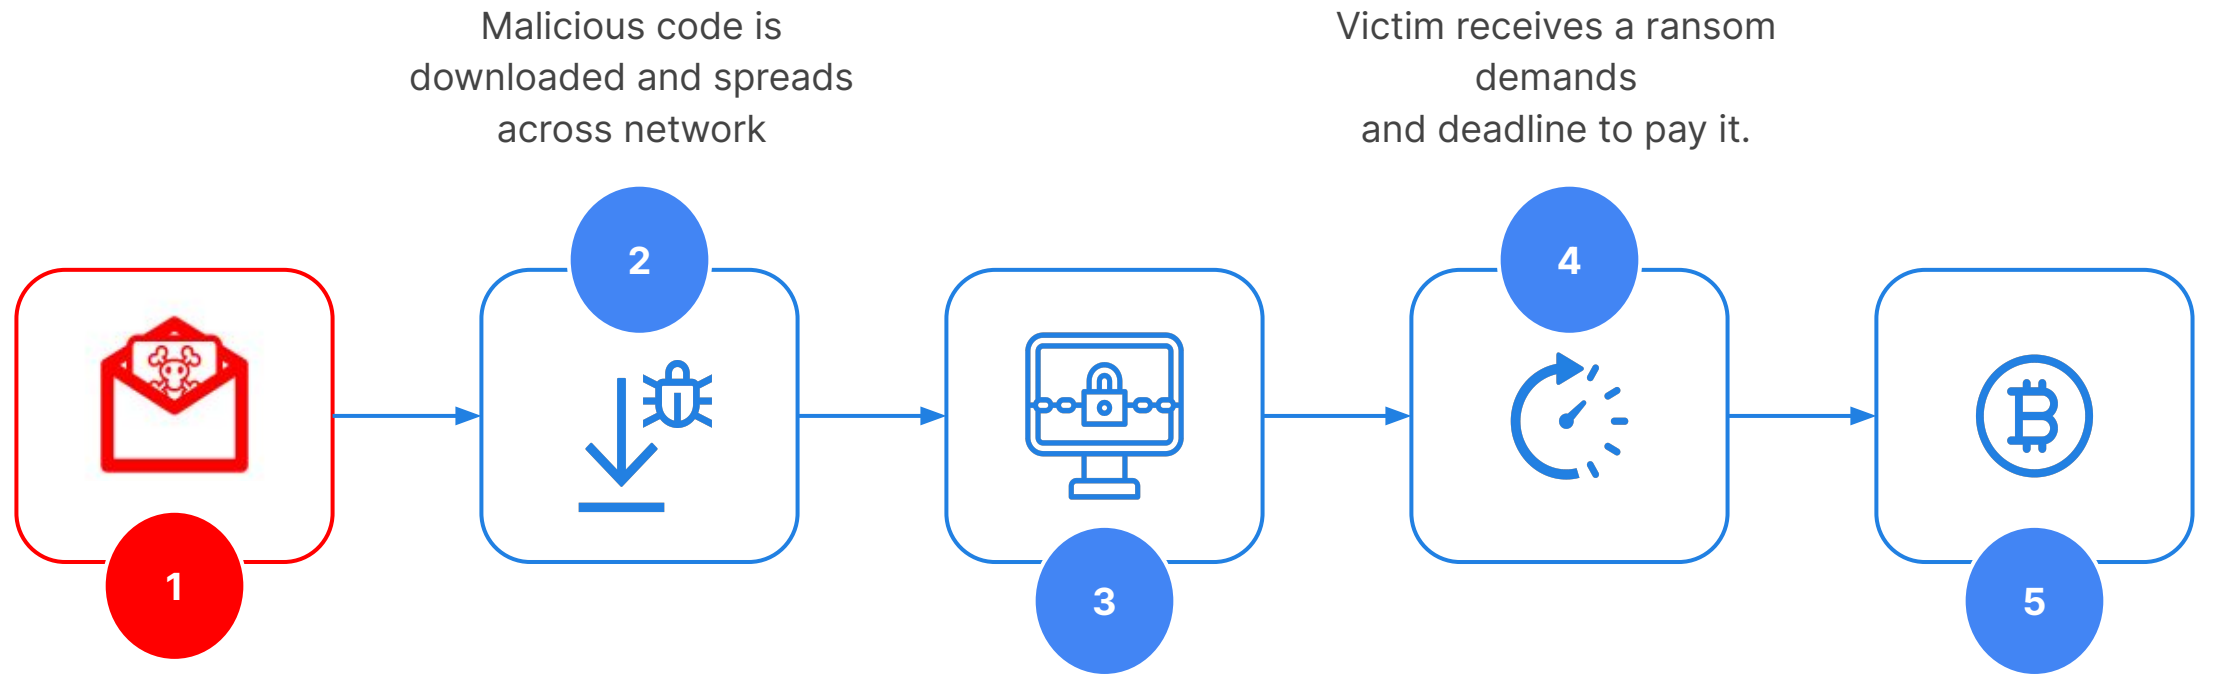 Malicious code is
downloaded and spreads
across network
Victim receives a ransom
demands
and deadline to pay it.
2
4
1
3
5